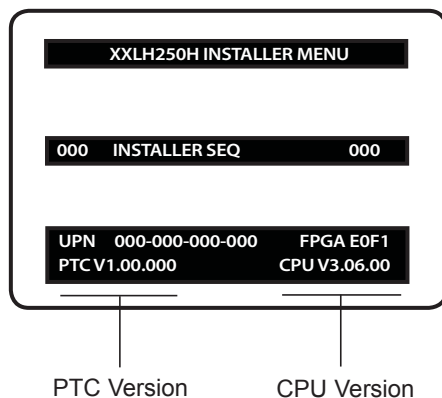 XXLH250H INSTALLER MENU
000 INSTALLER SEQ 000
UPN 000-000-000-000 FPGA E0F1
PTC V1.00.000 CPU V3.06.00
PTC Version CPU Version